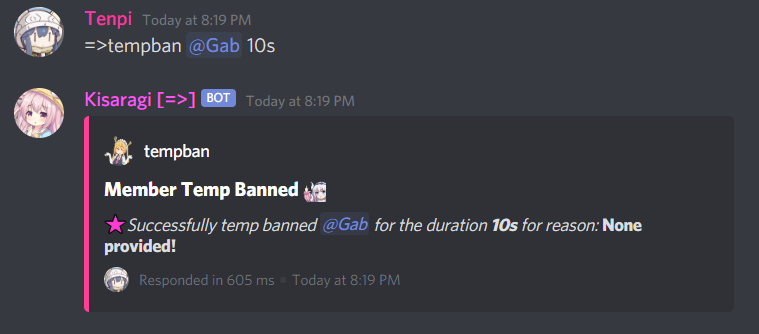 Tenpi Today at 8:19 PM
=>tempban @Gab 10s
Kisaragi [=>] BOT Today at 8:19 PM
tempban
Member Temp Banned
Successfully temp banned @Gab for the duration 10s for reason: None
provided!
Responded in 605 ms Today at 8:19 PM